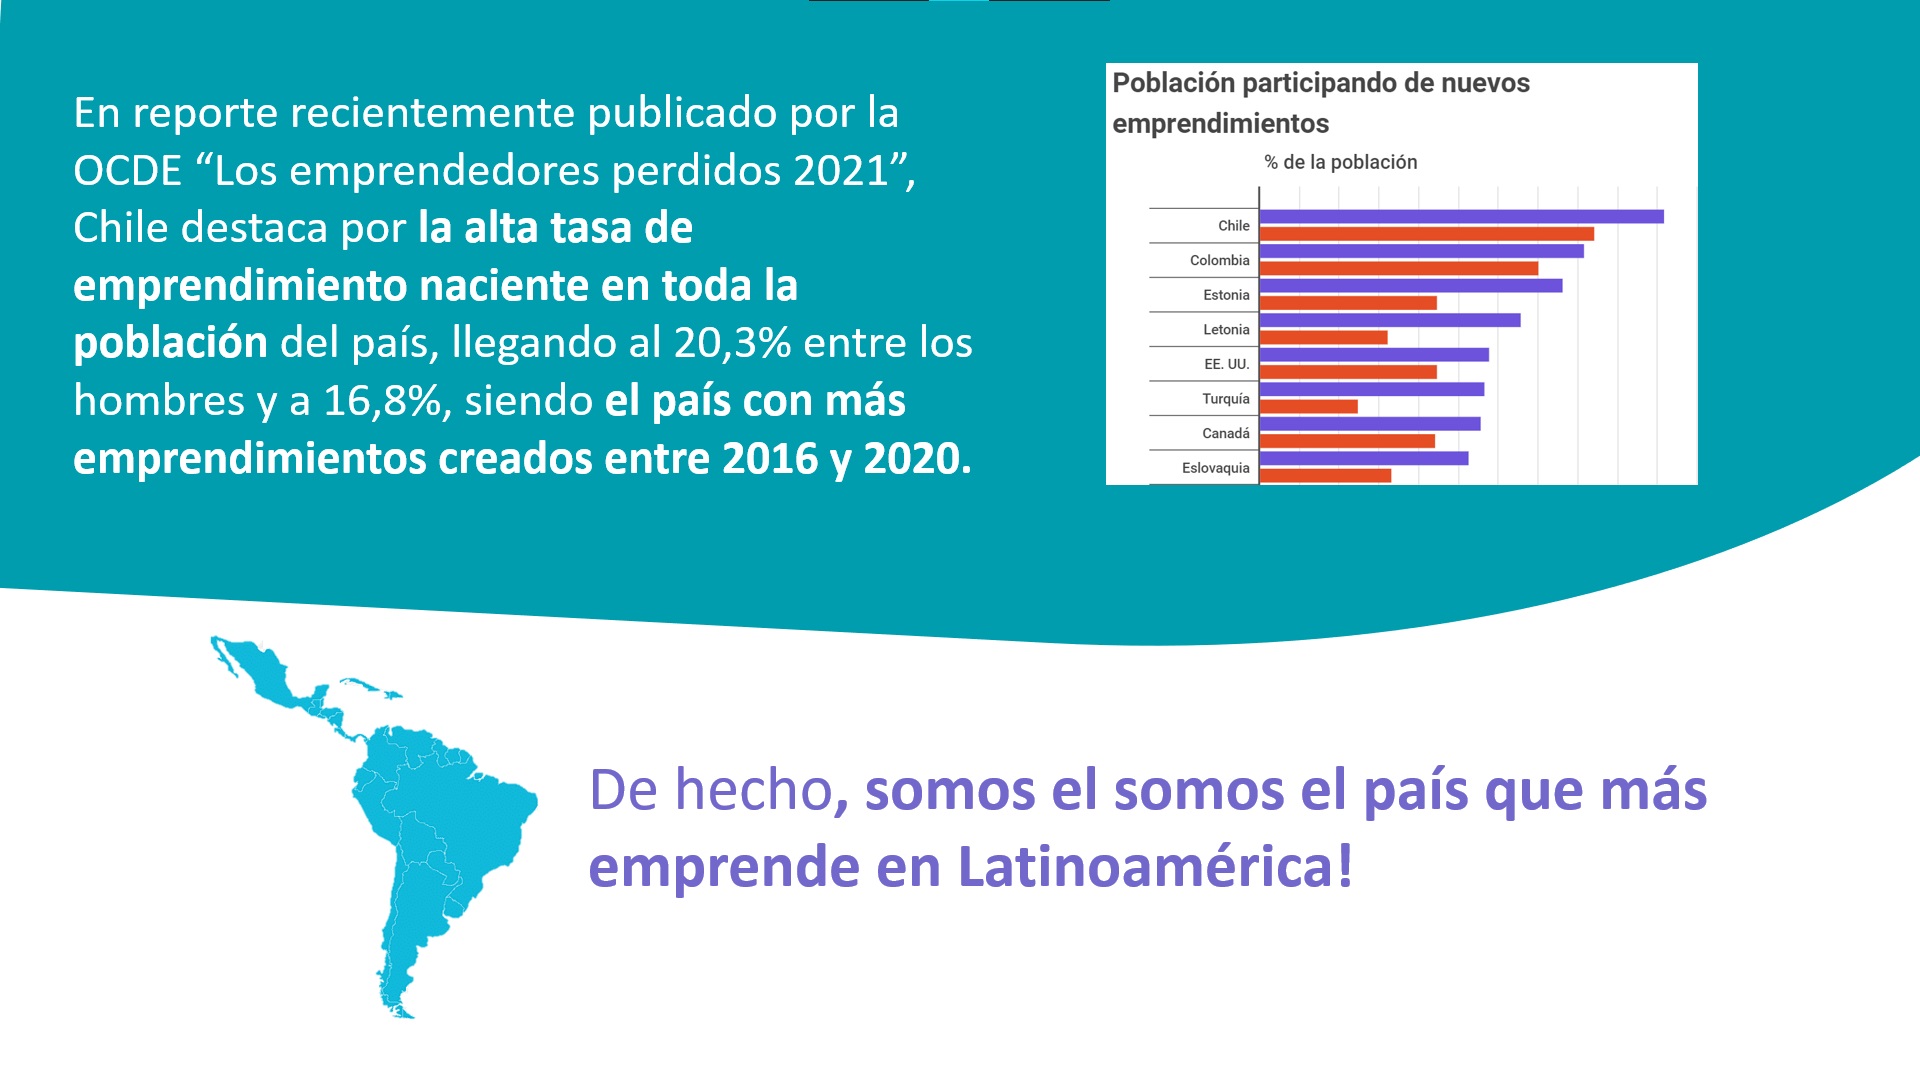 En reporte recientemente publicado por la
OCDE “Los emprendedores perdidos 2021”,
Chile destaca por la alta tasa de
emprendimiento naciente en toda la
población del país, llegando al 20,3% entre los
hombres y a 16,8%, siendo el país con más
emprendimientos creados entre 2016 y 2020.
Población participando de nuevos
emprendimientos
% de la población
Chile
Colombia
Estonia
Letonia
EE. UU.
Turquía
Canadá
Eslovaquia
De hecho, somos el somos el país que más
emprende en Latinoamérica!